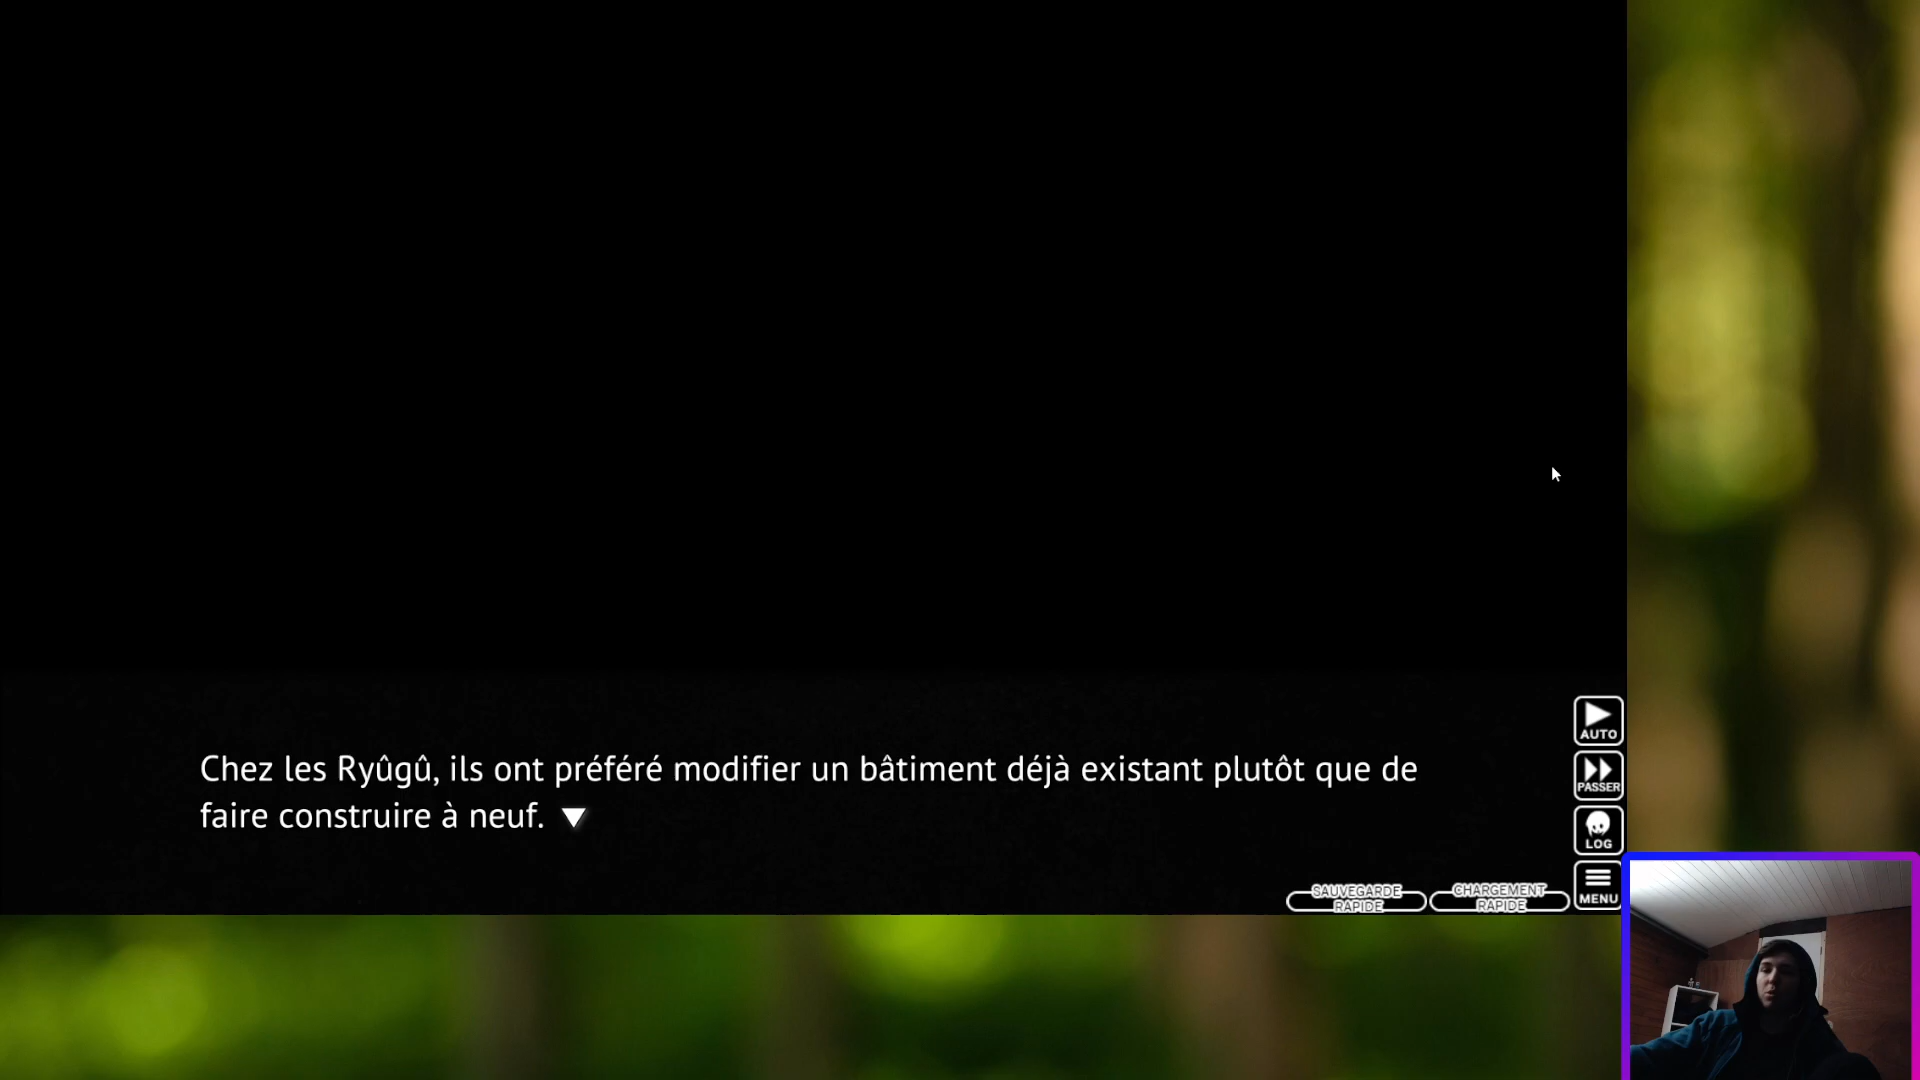 Chez les Ryûgû, ils ont préféré modifier un bâtiment déjà existant plutôt que de
faire construire à neuf.
AUTO
PASSER
LOG
MENU
SAUVEGARDE
RAPIDE
CHARGEMENT
RAPIDE